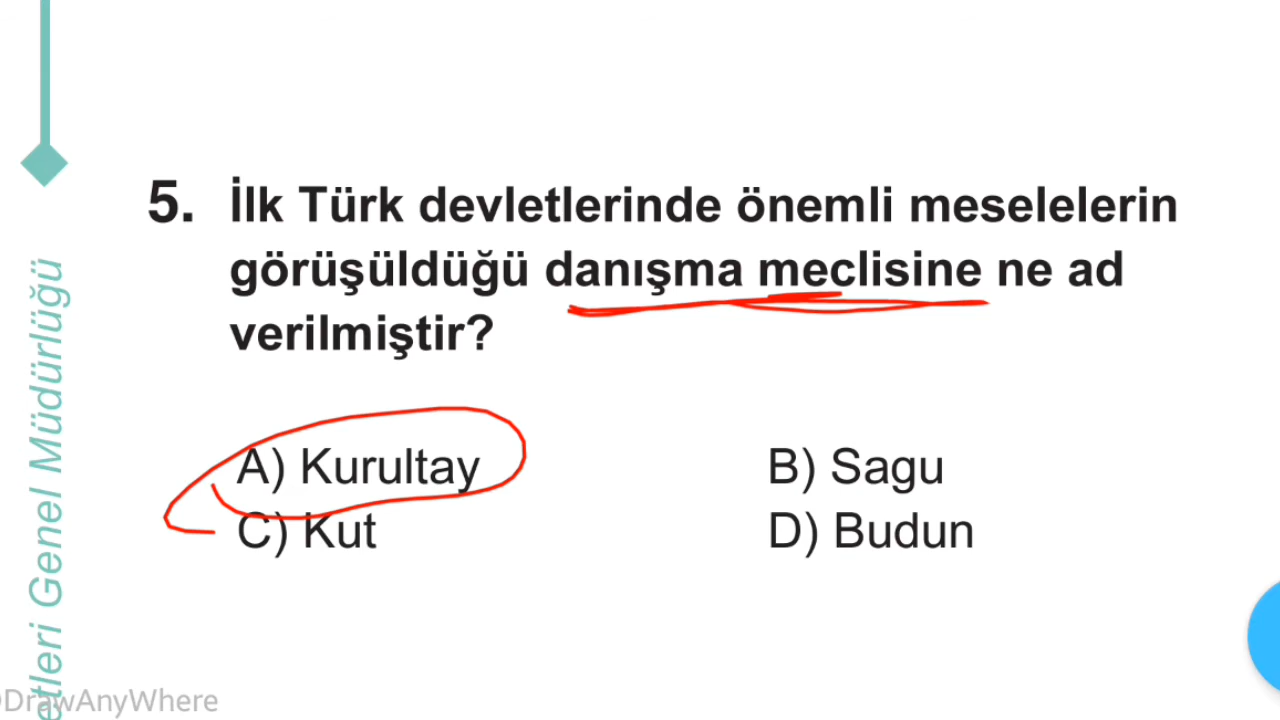 5. İlk Türk devletlerinde önemli meselelerin
görüşüldüğü danışma meclisine ne ad
verilmiştir?
A) Kurultay
B) Sagu
C) Kut
D) Budun
etleri Genel Müdürlüğü
DrawAnyWhere